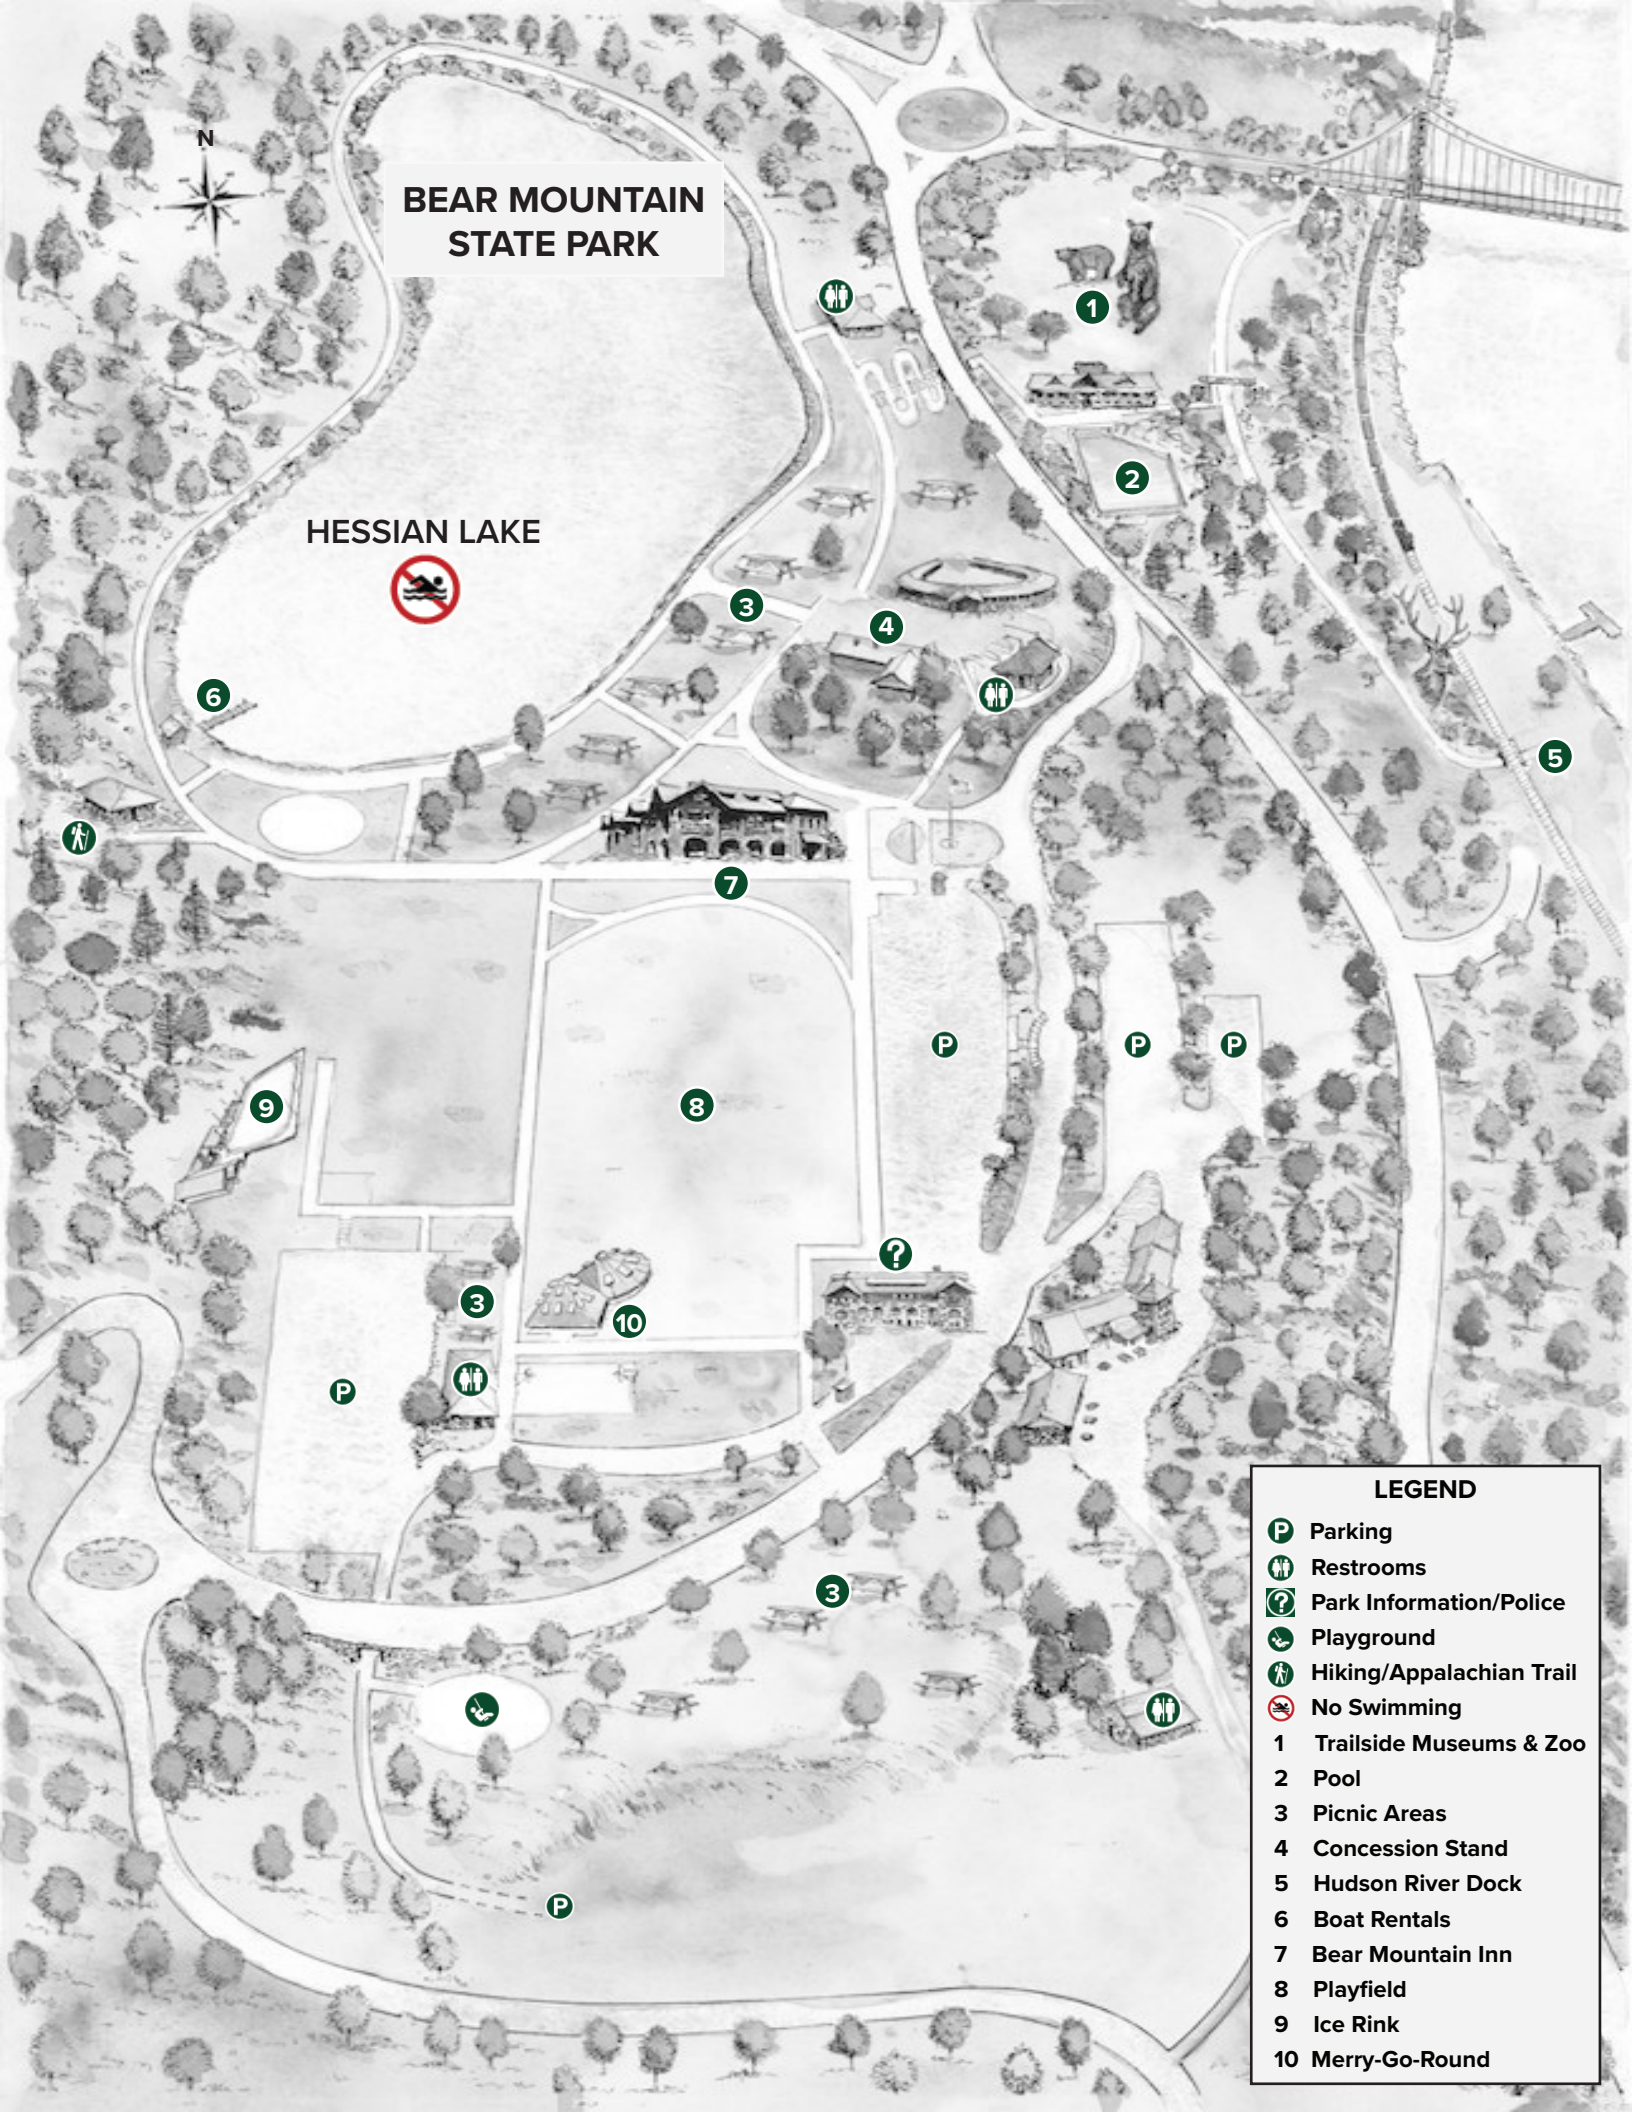 N
BEAR MOUNTAIN
STATE PARK
1
2
HESSIAN LAKE
3
4
6
5
7
P
P
P
8
9
?
3
10
P
3
P
LEGEND
P Parking
Restrooms
? Park Information/Police
Playground
Hiking/Appalachian Trail
No Swimming
1 Trailside Museums & Zoo
2 Pool
3 Picnic Areas
4 Concession Stand
5 Hudson River Dock
6 Boat Rentals
7 Bear Mountain Inn
8 Playfield
9 Ice Rink
10 Merry-Go-Round